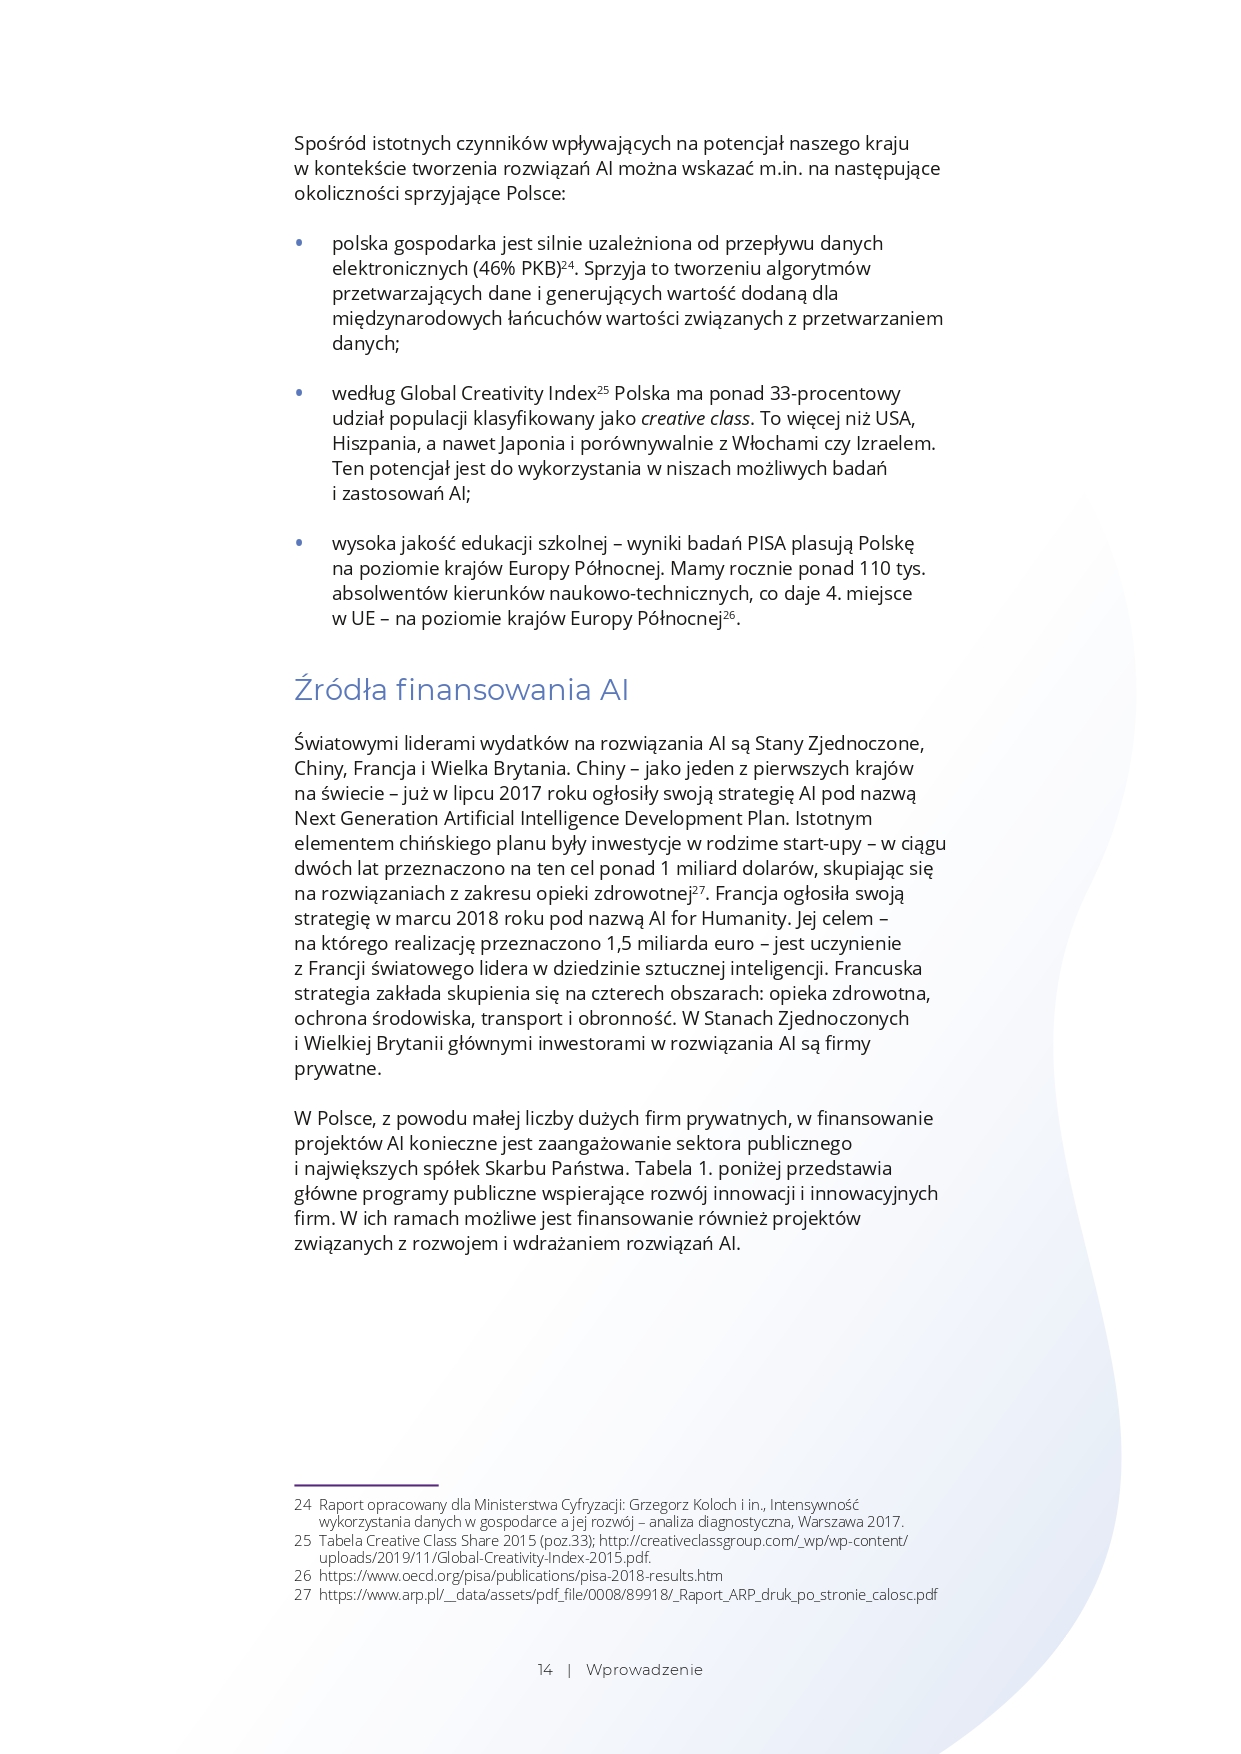 Spośród istotnych czynników wpływających na potencjał naszego kraju
w kontekście tworzenia rozwiązań AI można wskazać m.in. na następujące
okoliczności sprzyjające Polsce:
• polska gospodarka jest silnie uzależniona od przepływu danych
elektronicznych (46% PKB)24. Sprzyja to tworzeniu algorytmów
przetwarzających dane i generujących wartość dodaną dla
międzynarodowych łańcuchów wartości związanych z przetwarzaniem
danych;
• według Global Creativity Index25 Polska ma ponad 33-procentowy
udział populacji klasyfikowany jako creative class. To więcej niż USA,
Hiszpania, a nawet Japonia i porównywalnie z Włochami czy Izraelem.
Ten potencjał jest do wykorzystania w niszach możliwych badań
i zastosowań AI;
• wysoka jakość edukacji szkolnej – wyniki badań PISA plasują Polskę
na poziomie krajów Europy Północnej. Mamy rocznie ponad 110 tys.
absolwentów kierunków naukowo-technicznych, co daje 4. miejsce
w UE – na poziomie krajów Europy Północnej26.
Źródła finansowania AI
Światowymi liderami wydatków na rozwiązania AI są Stany Zjednoczone,
Chiny, Francja i Wielka Brytania. Chiny – jako jeden z pierwszych krajów
na świecie – już w lipcu 2017 roku ogłosiły swoją strategię AI pod nazwą
Next Generation Artificial Intelligence Development Plan. Istotnym
elementem chińskiego planu były inwestycje w rodzime start-upy – w ciągu
dwóch lat przeznaczono na ten cel ponad 1 miliard dolarów, skupiając się
na rozwiązaniach z zakresu opieki zdrowotnej27. Francja ogłosiła swoją
strategię w marcu 2018 roku pod nazwą AI for Humanity. Jej celem –
na którego realizację przeznaczono 1,5 miliarda euro – jest uczynienie
z Francji światowego lidera w dziedzinie sztucznej inteligencji. Francuska
strategia zakłada skupienia się na czterech obszarach: opieka zdrowotna,
ochrona środowiska, transport i obronność. W Stanach Zjednoczonych
i Wielkiej Brytanii głównymi inwestorami w rozwiązania AI są firmy
prywatne.
W Polsce, z powodu małej liczby dużych firm prywatnych, w finansowanie
projektów AI konieczne jest zaangażowanie sektora publicznego
i największych spółek Skarbu Państwa. Tabela 1. poniżej przedstawia
główne programy publiczne wspierające rozwój innowacji i innowacyjnych
firm. W ich ramach możliwe jest finansowanie również projektów
związanych z rozwojem i wdrażaniem rozwiązań AI.
24 Raport opracowany dla Ministerstwa Cyfryzacji: Grzegorz Koloch i in., Intensywność
wykorzystania danych w gospodarce a jej rozwój – analiza diagnostyczna, Warszawa 2017.
25 Tabela Creative Class Share 2015 (poz.33); http://creativeclassgroup.com/_wp/wp-content/
uploads/2019/11/Global-Creativity-Index-2015.pdf.
26 https://www.oecd.org/pisa/publications/pisa-2018-results.htm
27 https://www.arp.pl/__data/assets/pdf_file/0008/89918/_Raport_ARP_druk_po_stronie_calosc.pdf
14 | Wprowadzenie